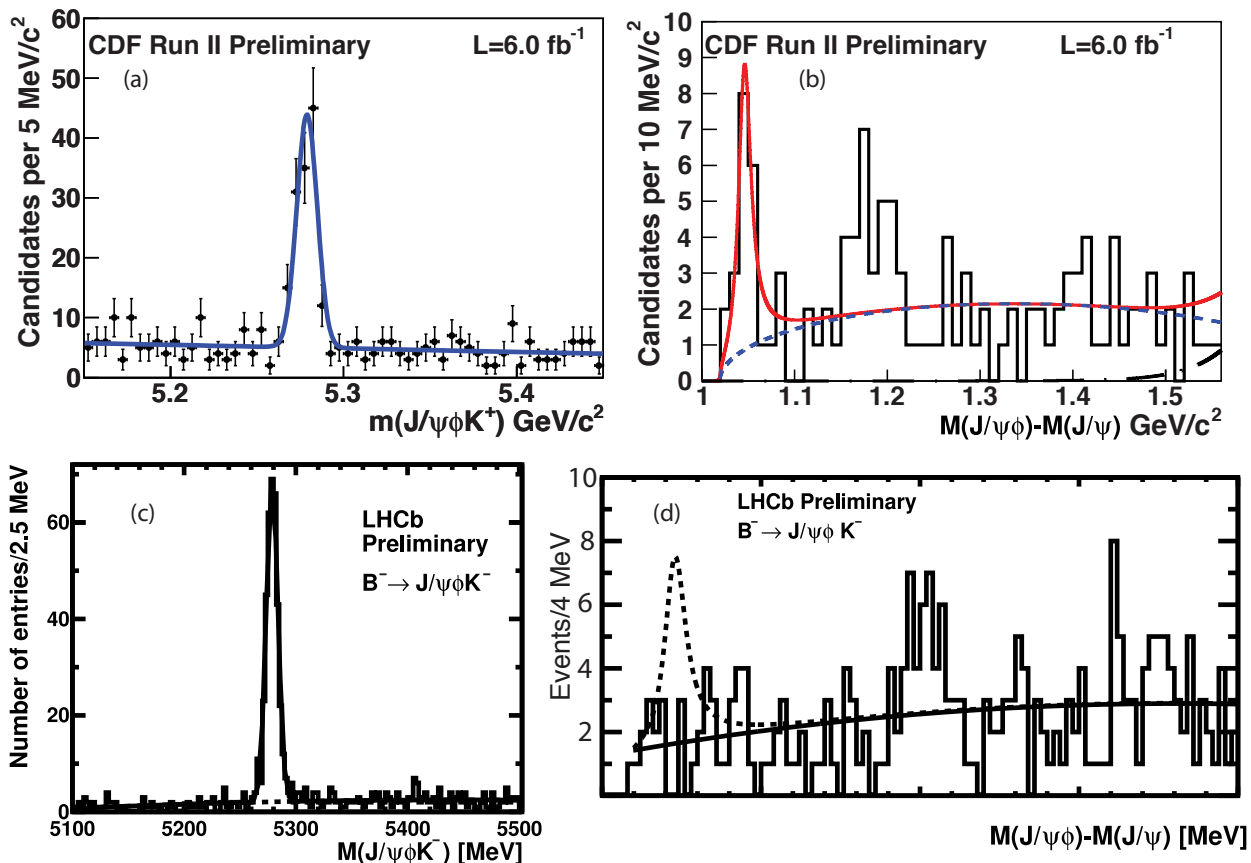 Candidates per 5 MeV/c²
60
50
40
30
20
10
0
CDF Run II Preliminary L=6.0 fb⁻¹
(a)
5.2 5.3 5.4
m(J/ψϕK⁺) GeV/c²
Candidates per 10 MeV/c²
10
9
8
7
6
5
4
3
2
1
0
CDF Run II Preliminary L=6.0 fb⁻¹
(b)
1 1.1 1.2 1.3 1.4 1.5
M(J/ψϕ)-M(J/ψ) GeV/c²
Number of entries/2.5 MeV
60
40
20
0
(c)
LHCb
Preliminary
B⁻→ J/ψϕK⁻
5100 5200 5300 5400 5500
M(J/ψϕK⁻) [MeV]
Events/4 MeV
10
8
6
4
2
(d)
LHCb Preliminary
B⁻→ J/ψϕ K⁻
M(J/ψϕ)-M(J/ψ) [MeV]